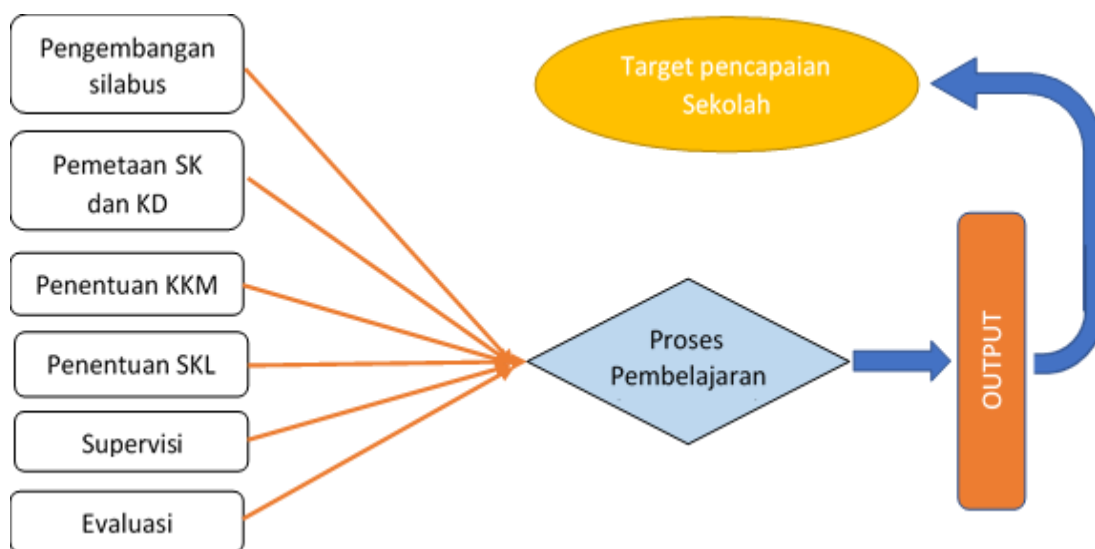 Pengembangan
silabus
Pemetaan SK
dan KD
Penentuan KKM
Penentuan SKL
Supervisi
Evaluasi
Proses
Pembelajaran
OUTPUT
Target pencapaian
Sekolah